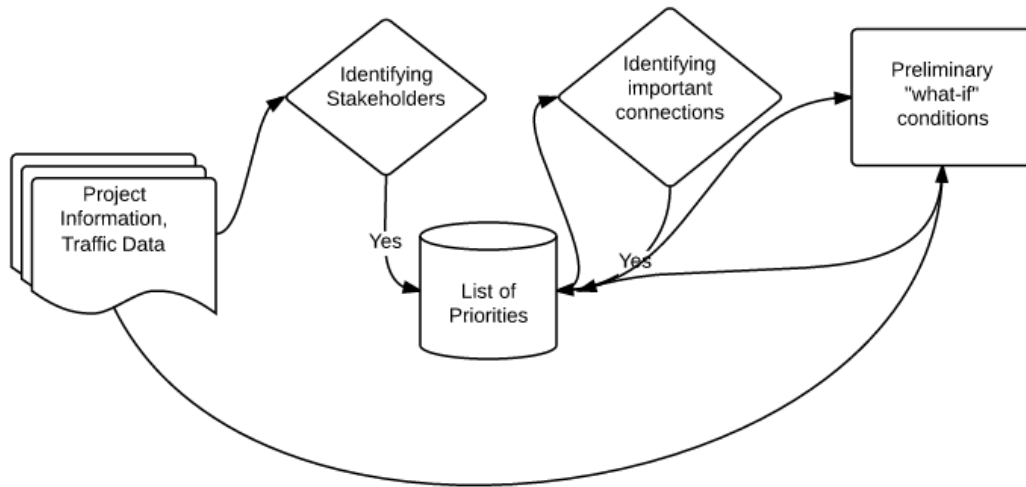 Identifying
Stakeholders
Identifying
important
connections
Preliminary
"what-if"
conditions
Project
Information,
Traffic Data
Yes
Yes
List of
Priorities